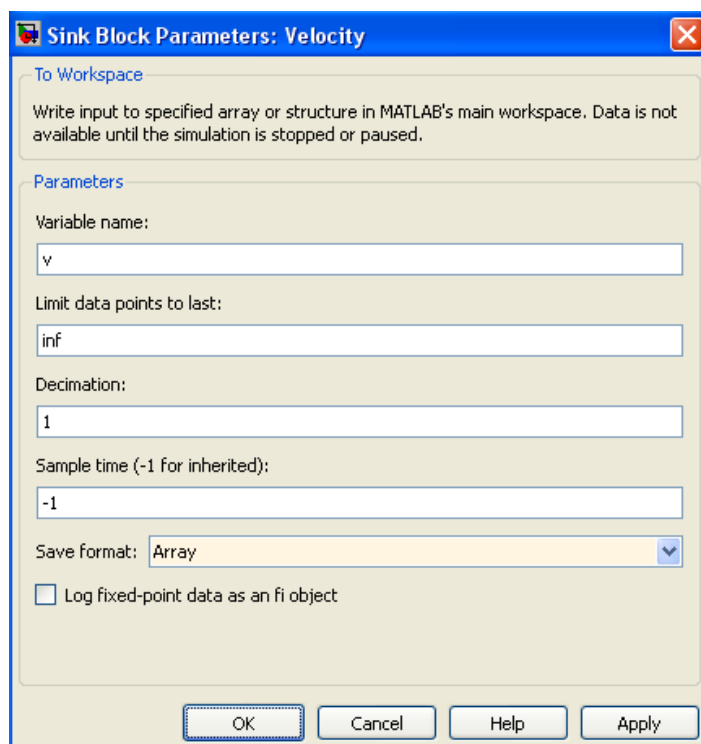 Sink Block Parameters: Velocity
To Workspace
Write input to specified array or structure in MATLAB's main workspace. Data is not
available until the simulation is stopped or paused.
Parameters
Variable name:
v
Limit data points to last:
inf
Decimation:
1
Sample time (-1 for inherited):
-1
Save format: Array
Log fixed-point data as an fi object
OK Cancel Help Apply